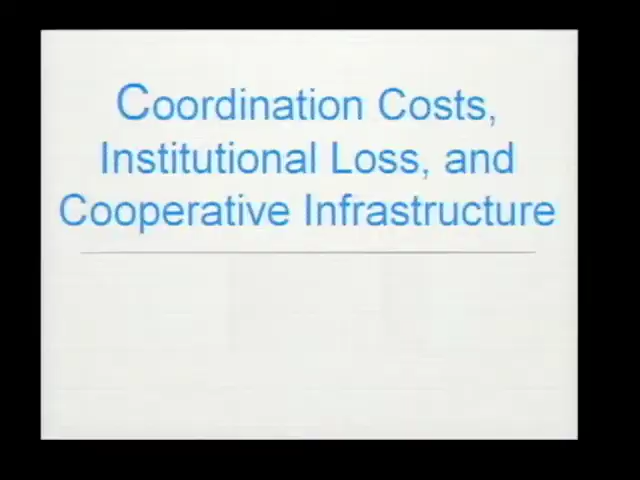 Coordination Costs,
Institutional Loss, and
Cooperative Infrastructure